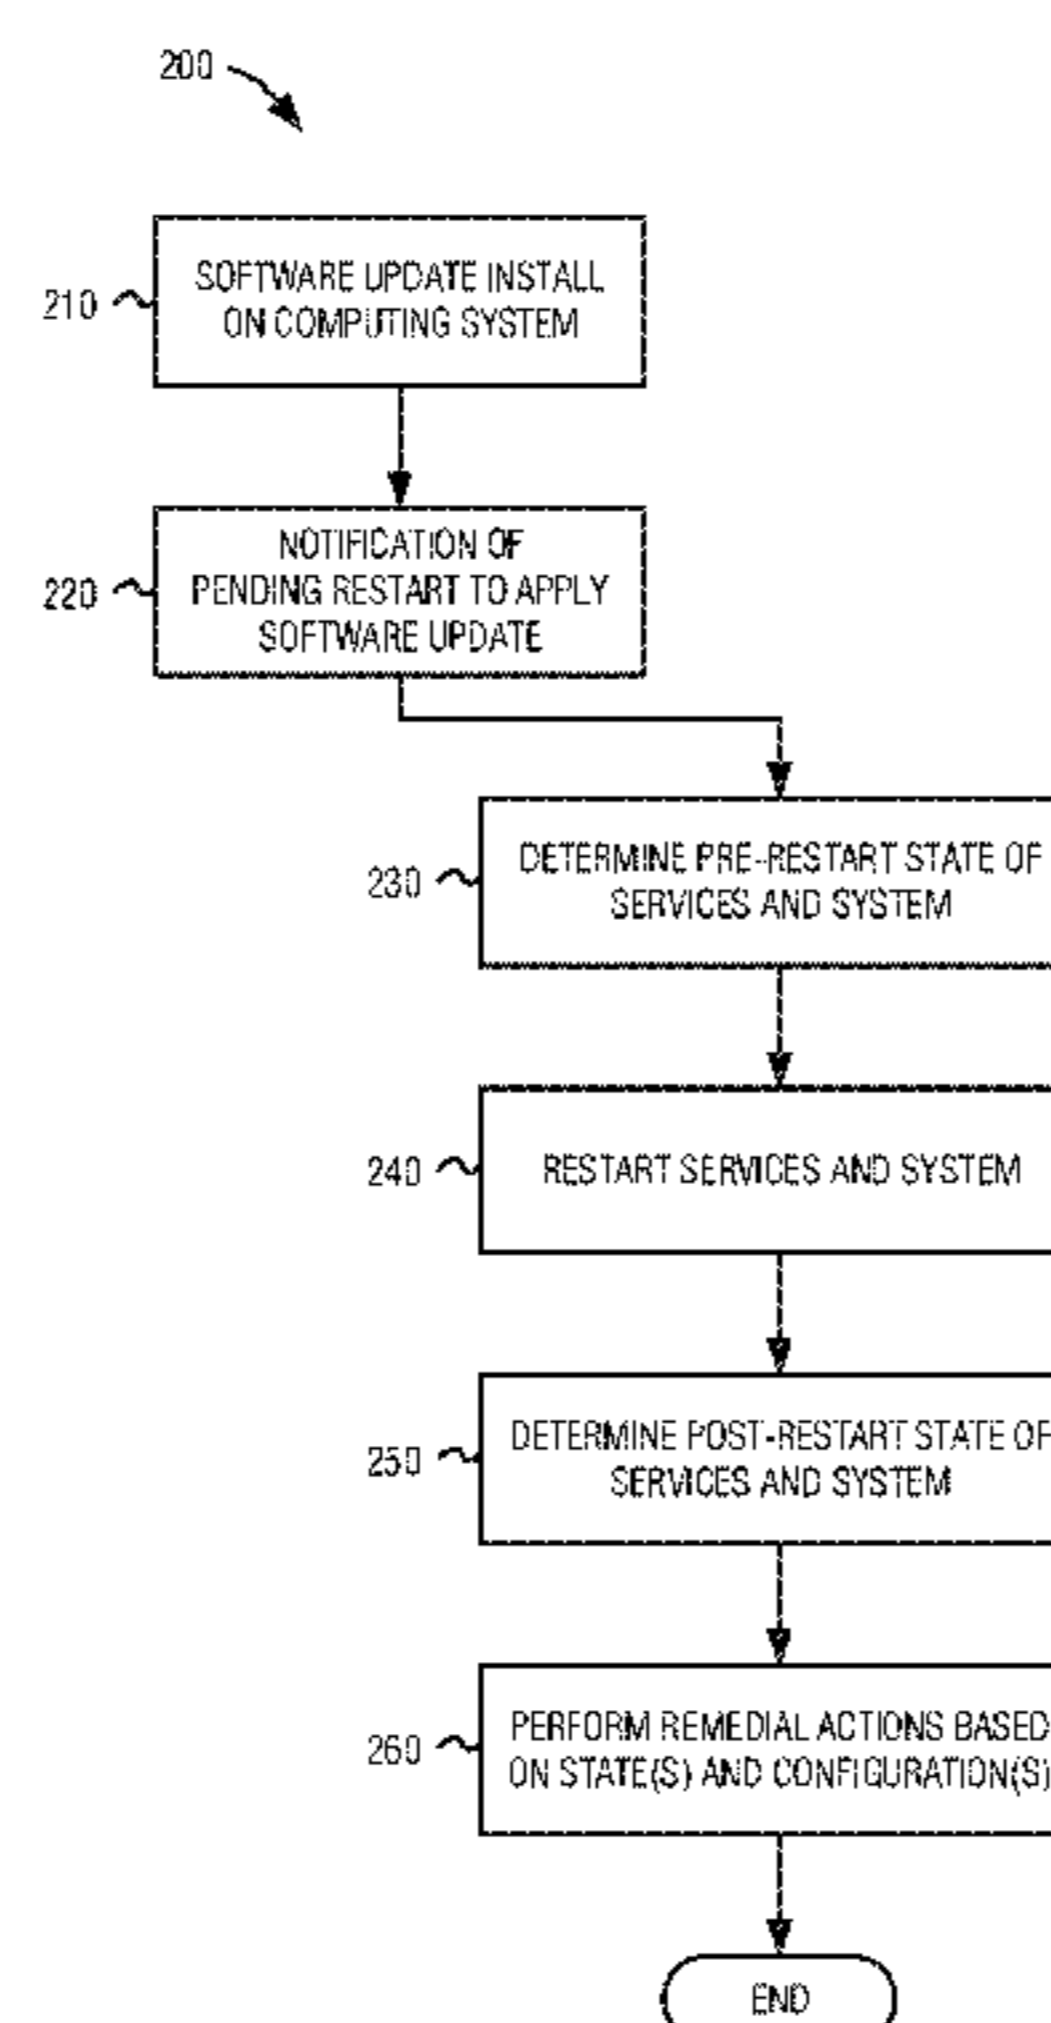 200
210
SOFTWARE UPDATE INSTALL
ON COMPUTING SYSTEM
220
NOTIFICATION OF
PENDING RESTART TO APPLY
SOFTWARE UPDATE
230
DETERMINE PRE-RESTART STATE OF
SERVICES AND SYSTEM
240
RESTART SERVICES AND SYSTEM
250
DETERMINE POST-RESTART STATE OF
SERVICES AND SYSTEM
260
PERFORM REMEDIAL ACTIONS BASED
ON STATE(S) AND CONFIGURATION(S)
END